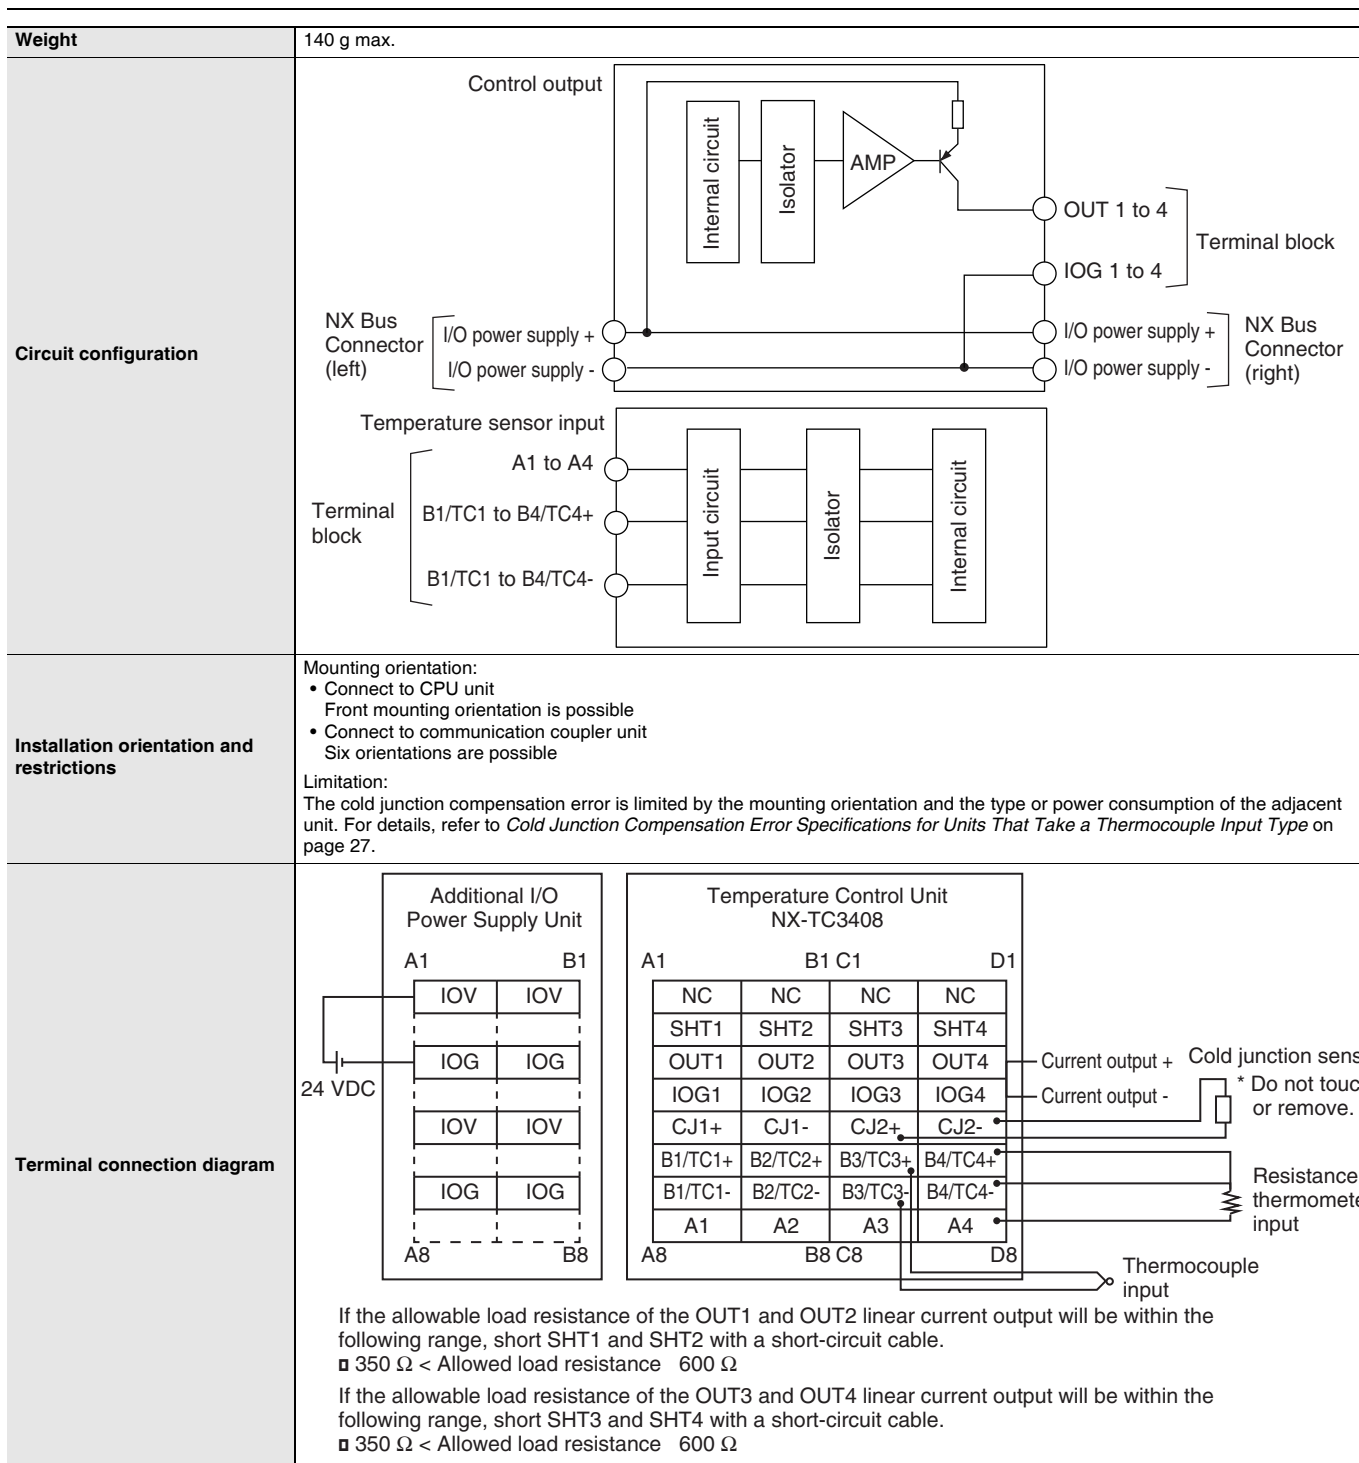 Weight
140 g max.
Circuit configuration
Control output
Internal circuit
Isolator
AMP
OUT 1 to 4
IOG 1 to 4
Terminal block
NX Bus
Connector
(left)
I/O power supply +
I/O power supply -
I/O power supply +
I/O power supply -
NX Bus
Connector
(right)
Temperature sensor input
Terminal
block
A1 to A4
B1/TC1 to B4/TC4+
B1/TC1 to B4/TC4-
Input circuit
Isolator
Internal circuit
Installation orientation and
restrictions
Mounting orientation:
• Connect to CPU unit
Front mounting orientation is possible
• Connect to communication coupler unit
Six orientations are possible
Limitation:
The cold junction compensation error is limited by the mounting orientation and the type or power consumption of the adjacent
unit. For details, refer to Cold Junction Compensation Error Specifications for Units That Take a Thermocouple Input Type on
page 27.
Terminal connection diagram
Additional I/O
Power Supply Unit
A1 B1
IOV IOV
IOG IOG
24 VDC
IOV IOV
IOG IOG
A8 B8
Temperature Control Unit
NX-TC3408
A1 B1 C1 D1
NC NC NC NC
SHT1 SHT2 SHT3 SHT4
OUT1 OUT2 OUT3 OUT4
IOG1 IOG2 IOG3 IOG4
CJ1+ CJ1- CJ2+ CJ2-
B1/TC1+ B2/TC2+ B3/TC3+ B4/TC4+
B1/TC1- B2/TC2- B3/TC3- B4/TC4-
A1 A2 A3 A4
A8 B8 C8 D8
Current output +
Current output -
Cold junction sens
* Do not touc
or remove.
Resistance
thermomete
input
Thermocouple
input
If the allowable load resistance of the OUT1 and OUT2 linear current output will be within the
following range, short SHT1 and SHT2 with a short-circuit cable.
350 Ω < Allowed load resistance 600 Ω
If the allowable load resistance of the OUT3 and OUT4 linear current output will be within the
following range, short SHT3 and SHT4 with a short-circuit cable.
350 Ω < Allowed load resistance 600 Ω